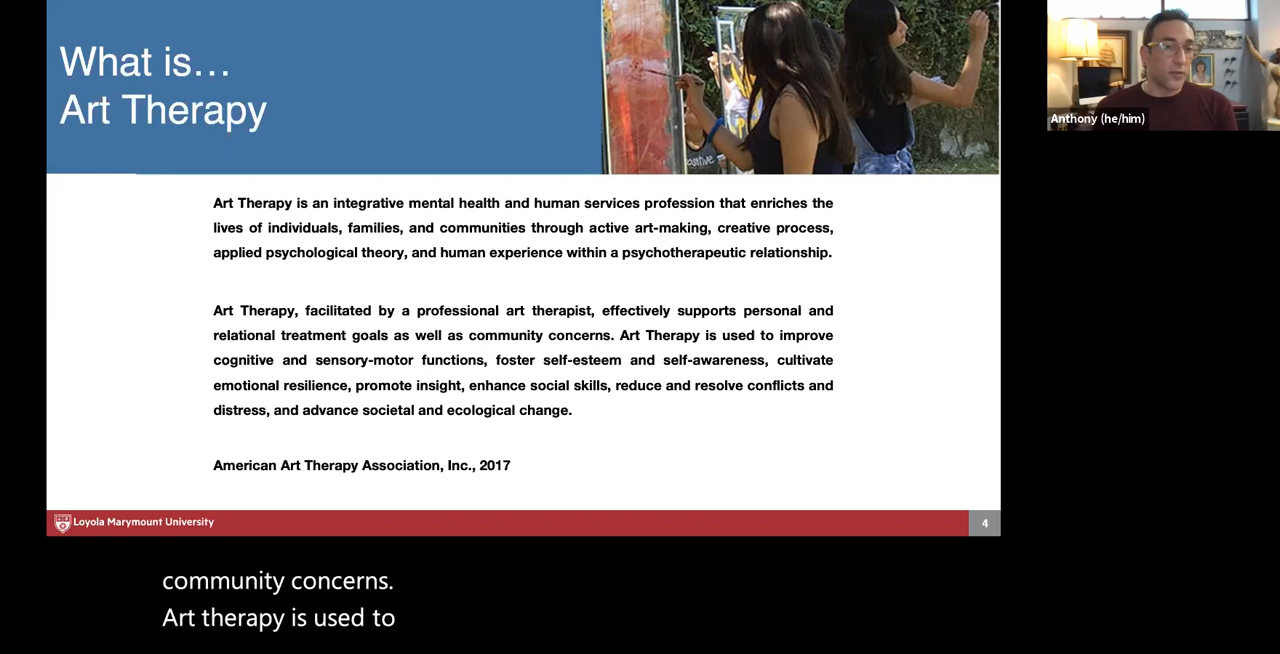 What is…
Art Therapy
ositive
Anthony (he/him)
Art Therapy is an integrative mental health and human services profession that enriches the
lives of individuals, families, and communities through active art-making, creative process,
applied psychological theory, and human experience within a psychotherapeutic relationship.
Art Therapy, facilitated by a professional art therapist, effectively supports personal and
relational treatment goals as well as community concerns. Art Therapy is used to improve
cognitive and sensory-motor functions, foster self-esteem and self-awareness, cultivate
emotional resilience, promote insight, enhance social skills, reduce and resolve conflicts and
distress, and advance societal and ecological change.
American Art Therapy Association, Inc., 2017
Loyola Marymount University
4
community concerns.
Art therapy is used to